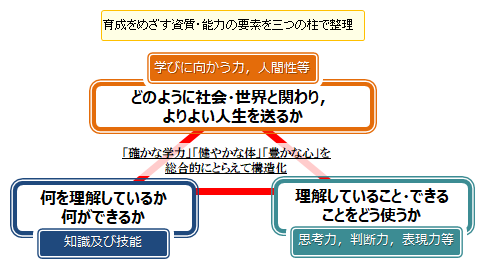 育成をめざす資質・能力の要素を三つの柱で整理
学びに向かう力，人間性等
どのように社会・世界と関わり，
よりよい人生を送るか
「確かな学力」「健やかな体」「豊かな心」を
総合的にとらえて構造化
何を理解しているか
何ができるか
知識及び技能
理解していること・できる
ことをどう使うか
思考力，判断力，表現力等